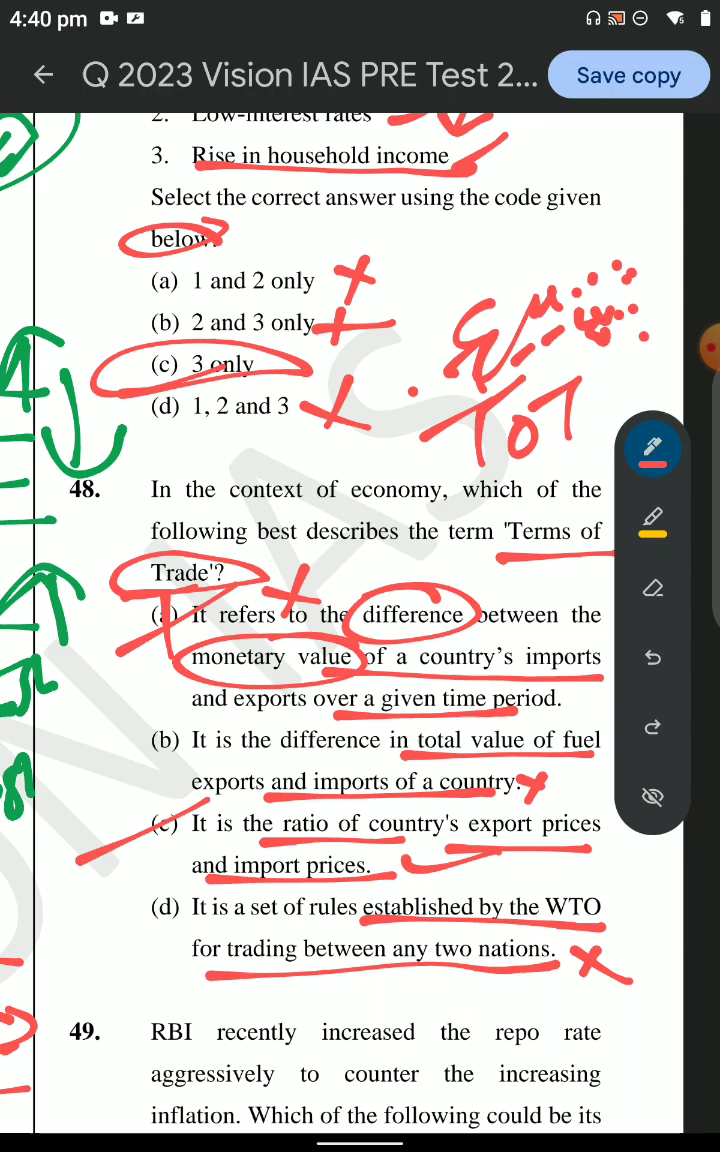 4:40 pm
Q 2023 Vision IAS PRE Test 2...
Save copy
2. Low-interest rates
3. Rise in household income
Select the correct answer using the code given
below:
(a) 1 and 2 only
(b) 2 and 3 only
(c) 3 only
(d) 1, 2 and 3
TOT
48. In the context of economy, which of the
following best describes the term 'Terms of
Trade'?
(a) It refers to the difference between the
monetary value of a country's imports
and exports over a given time period.
(b) It is the difference in total value of fuel
exports and imports of a country.
(c) It is the ratio of country's export prices
and import prices.
(d) It is a set of rules established by the WTO
for trading between any two nations.
49. RBI recently increased the repo rate
aggressively to counter the increasing
inflation. Which of the following could be its